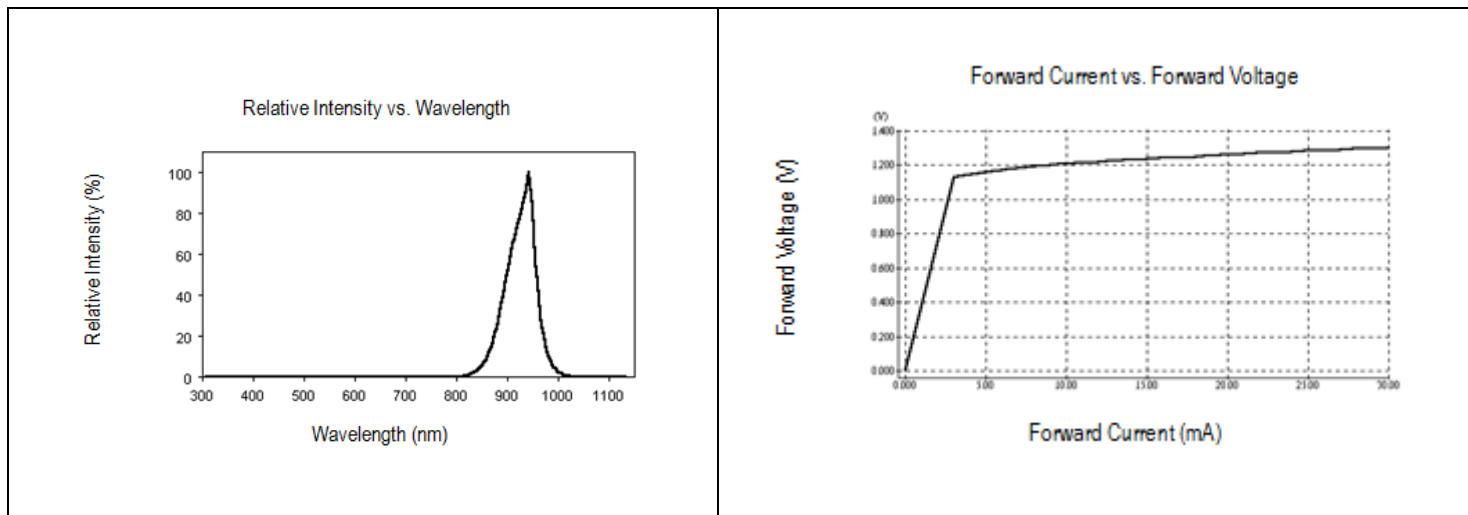 Relative Intensity vs. Wavelength
Relative Intensity (%)
100
80
60
40
20
0
300 400 500 600 700 800 900 1000 1100
Wavelength (nm)
Forward Current vs. Forward Voltage
(V)
Forward Voltage (V)
1.400
1.200
1.000
0.800
0.600
0.400
0.200
0.000
0.000 5.00 10.00 15.00 20.00 25.00 30.00
Forward Current (mA)